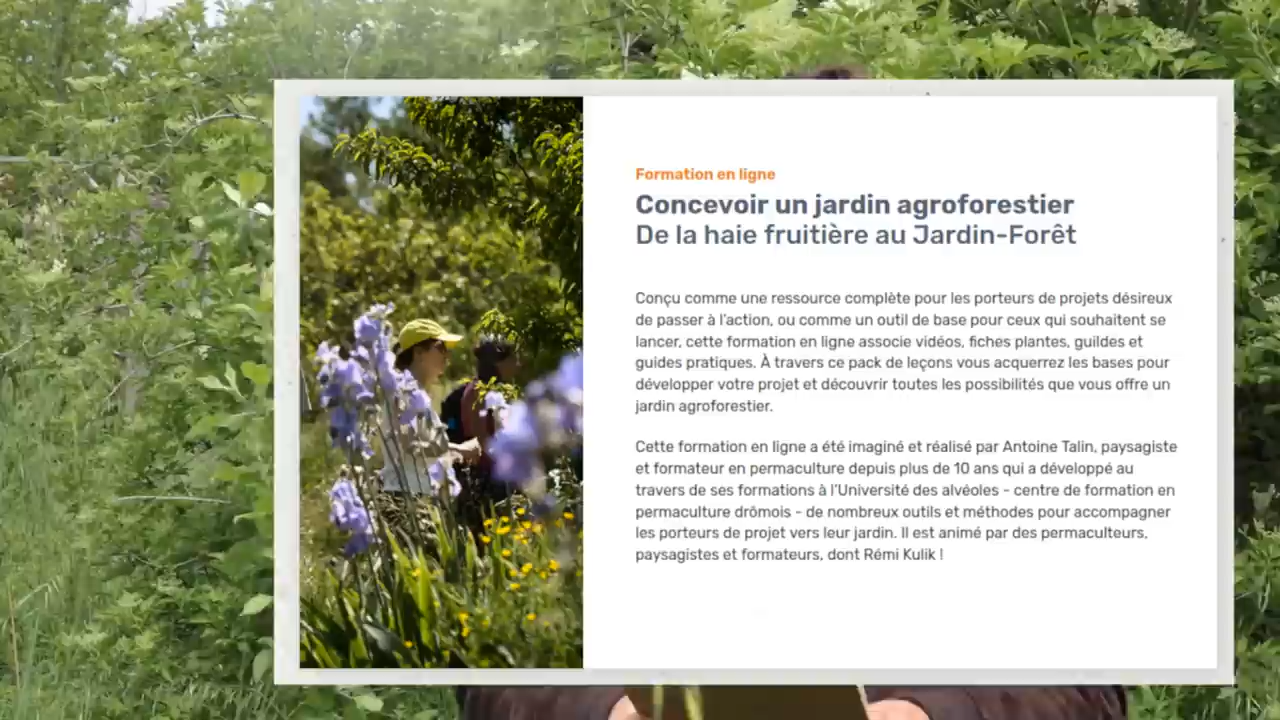 Formation en ligne
Concevoir un jardin agroforestier
De la haie fruitière au Jardin-Forêt
Conçu comme une ressource complète pour les porteurs de projets désireux
de passer à l'action, ou comme un outil de base pour ceux qui souhaitent se
lancer, cette formation en ligne associe vidéos, fiches plantes, guildes et
guides pratiques. À travers ce pack de leçons vous acquerrez les bases pour
développer votre projet et découvrir toutes les possibilités que vous offre un
jardin agroforestier.
Cette formation en ligne a été imaginé et réalisé par Antoine Talin, paysagiste
et formateur en permaculture depuis plus de 10 ans qui a développé au
travers de ses formations à l'Université des alvéoles - centre de formation en
permaculture drômois - de nombreux outils et méthodes pour accompagner
les porteurs de projet vers leur jardin. Il est animé par des permaculteurs,
paysagistes et formateurs, dont Rémi Kulik !